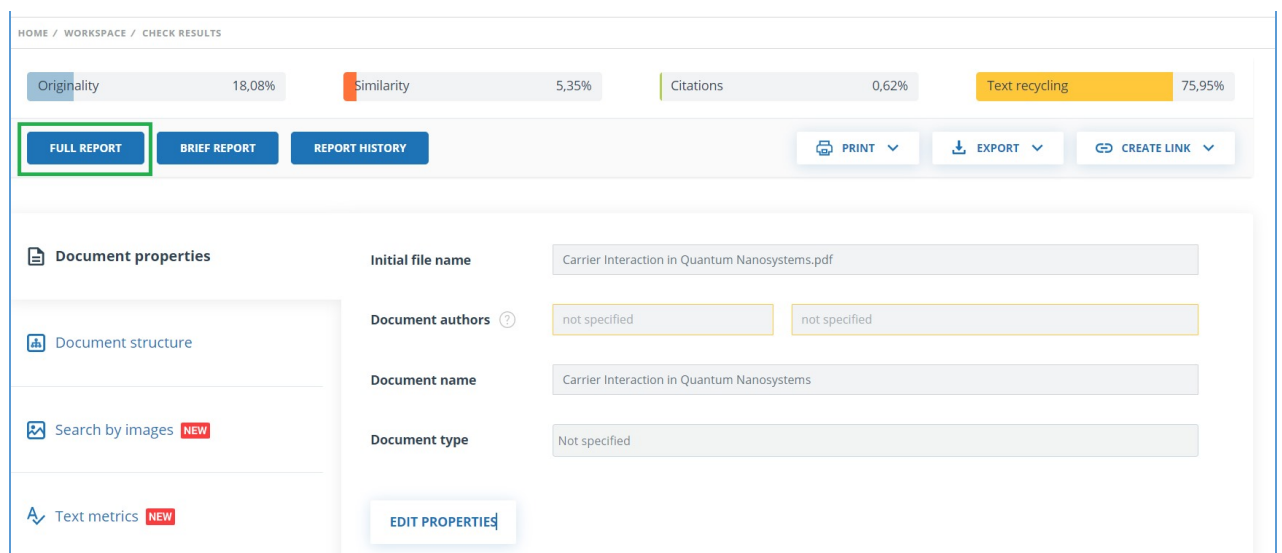 HOME / WORKSPACE / CHECK RESULTS
Originality 18,08% Similarity 5,35% Citations 0,62% Text recycling 75,95%
FULL REPORT BRIEF REPORT REPORT HISTORY PRINT EXPORT CREATE LINK
Document properties
Document structure
Search by images NEW
Text metrics NEW
Initial file name Carrier Interaction in Quantum Nanosystems.pdf
Document authors ? not specified not specified
Document name Carrier Interaction in Quantum Nanosystems
Document type Not specified
EDIT PROPERTIES